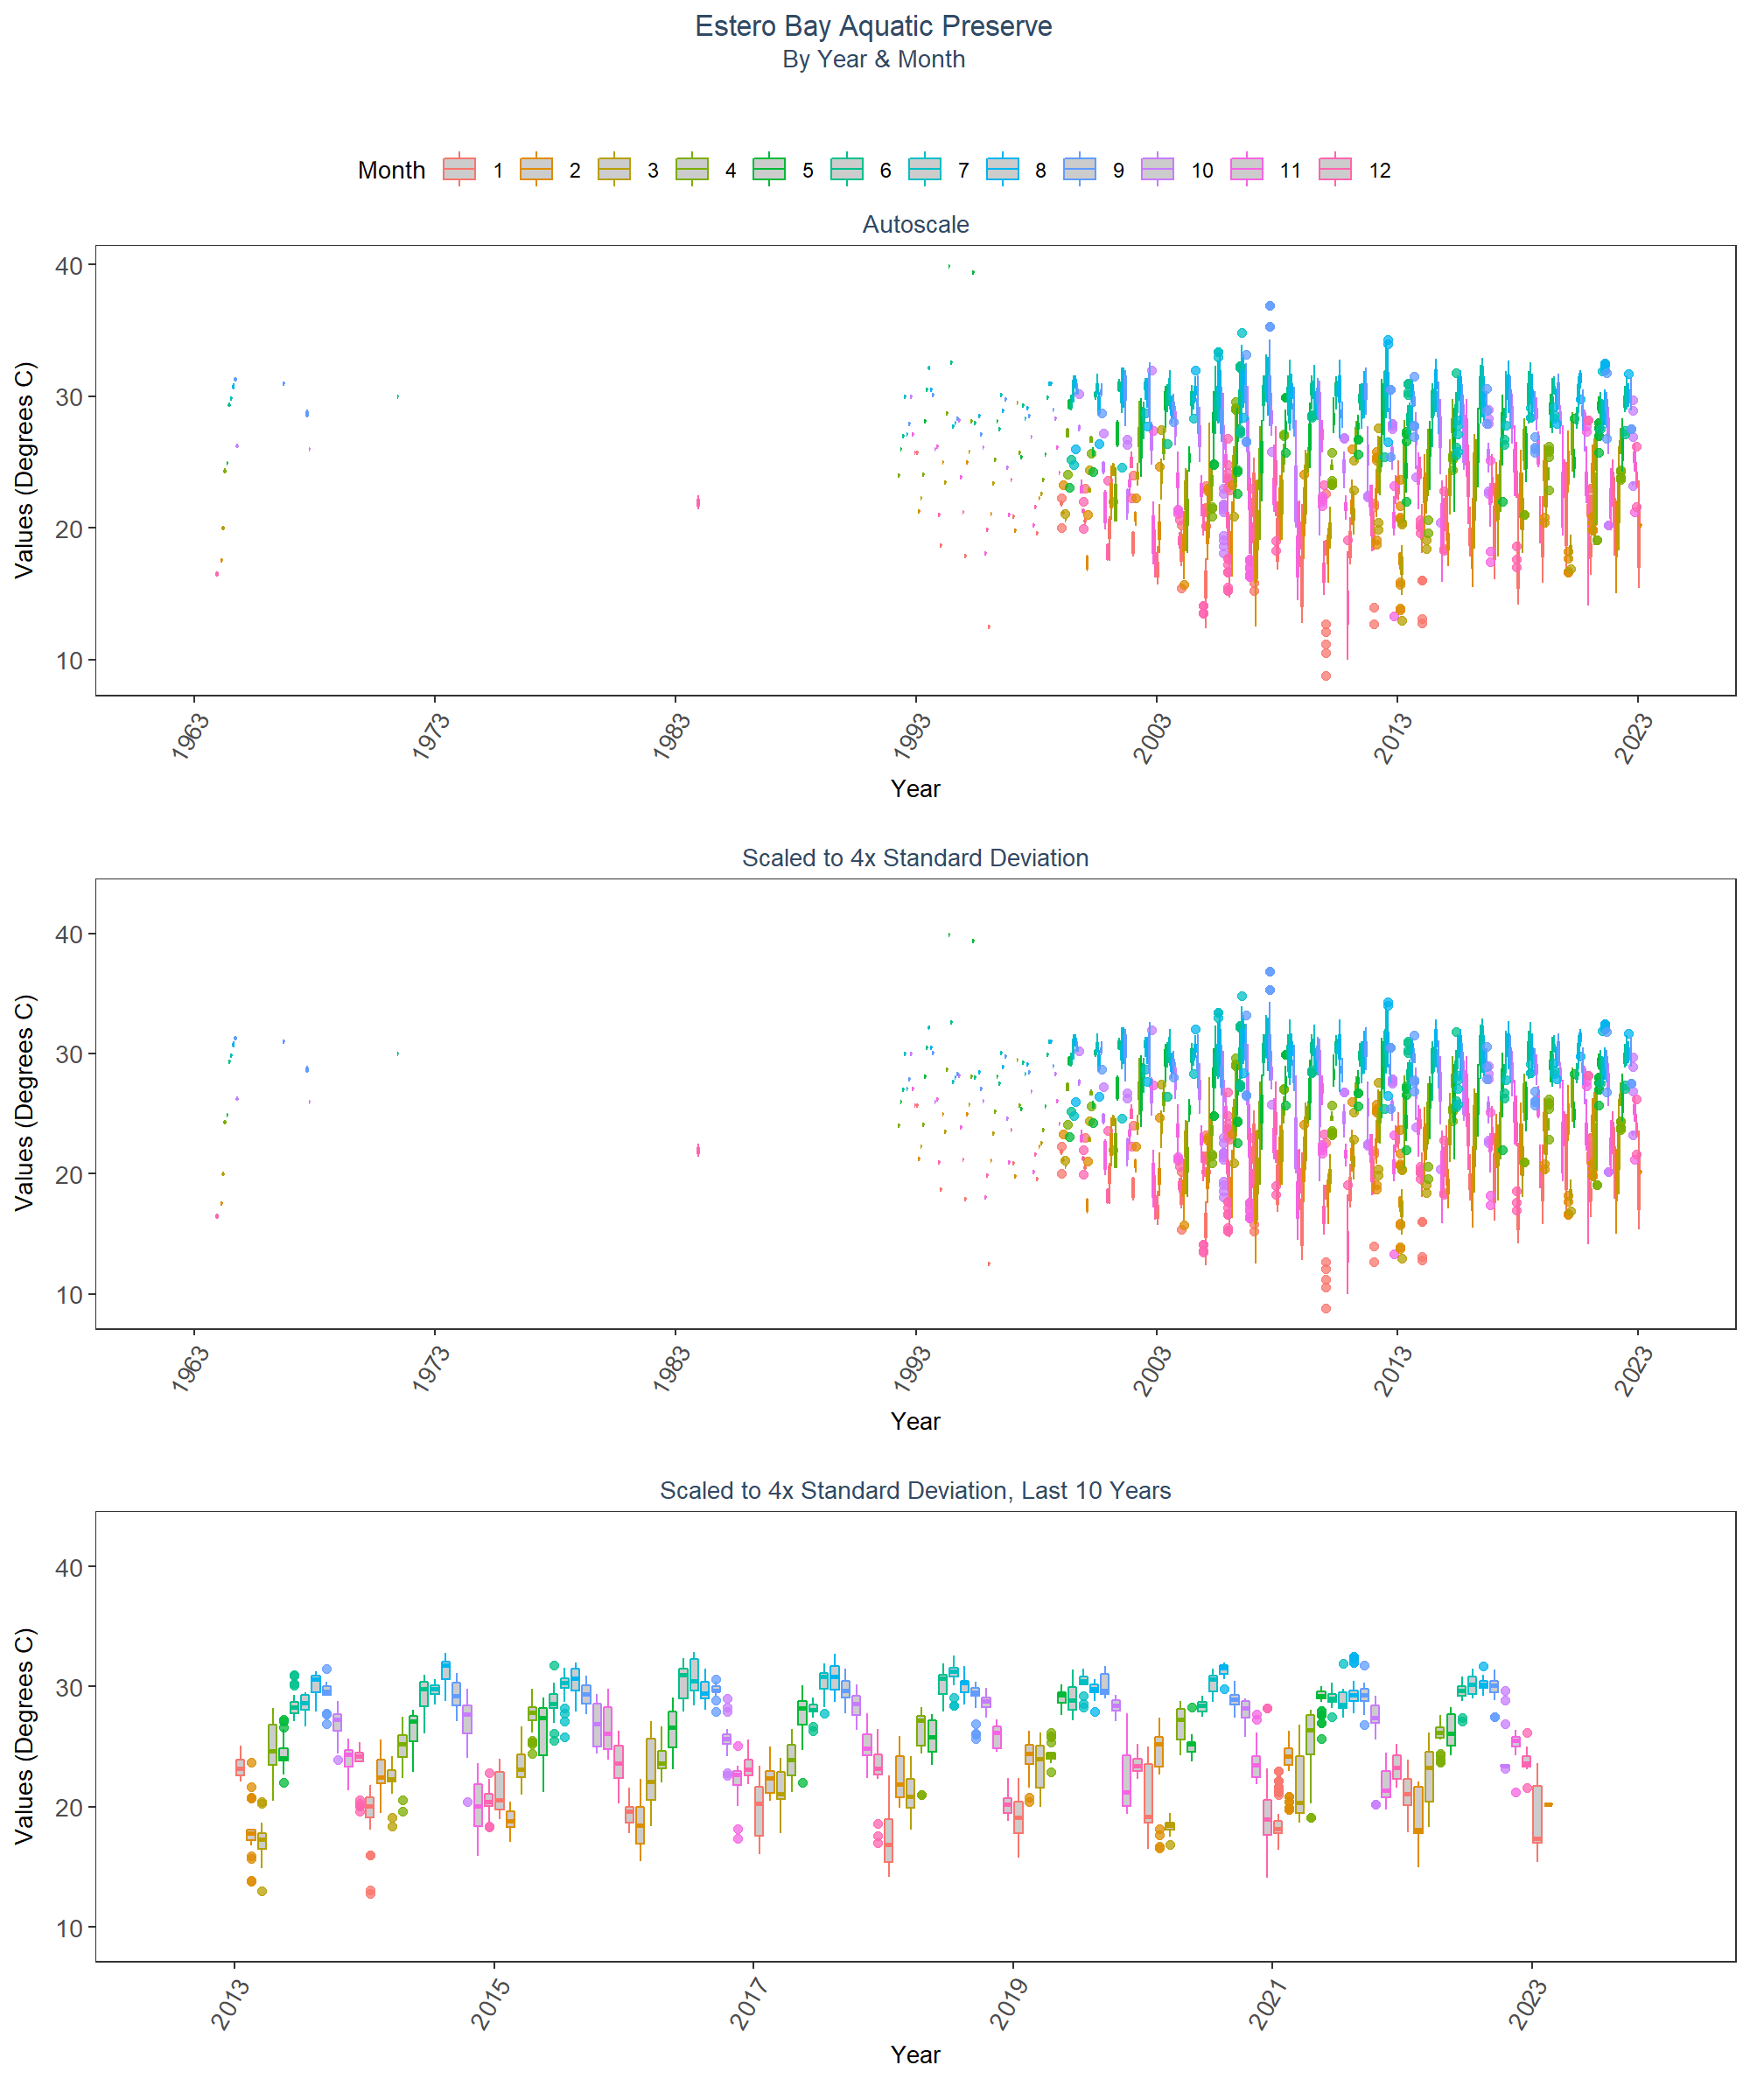 Estero Bay Aquatic Preserve
By Year & Month
Month 1 2 3 4 5 6 7 8 9 10 11 12
Autoscale
Values (Degrees C)
40
30
20
10
1963 1973 1983 1993 2003 2013 2023
Year
Scaled to 4x Standard Deviation
Values (Degrees C)
40
30
20
10
1963 1973 1983 1993 2003 2013 2023
Year
Scaled to 4x Standard Deviation, Last 10 Years
Values (Degrees C)
40
30
20
10
2013 2015 2017 2019 2021 2023
Year